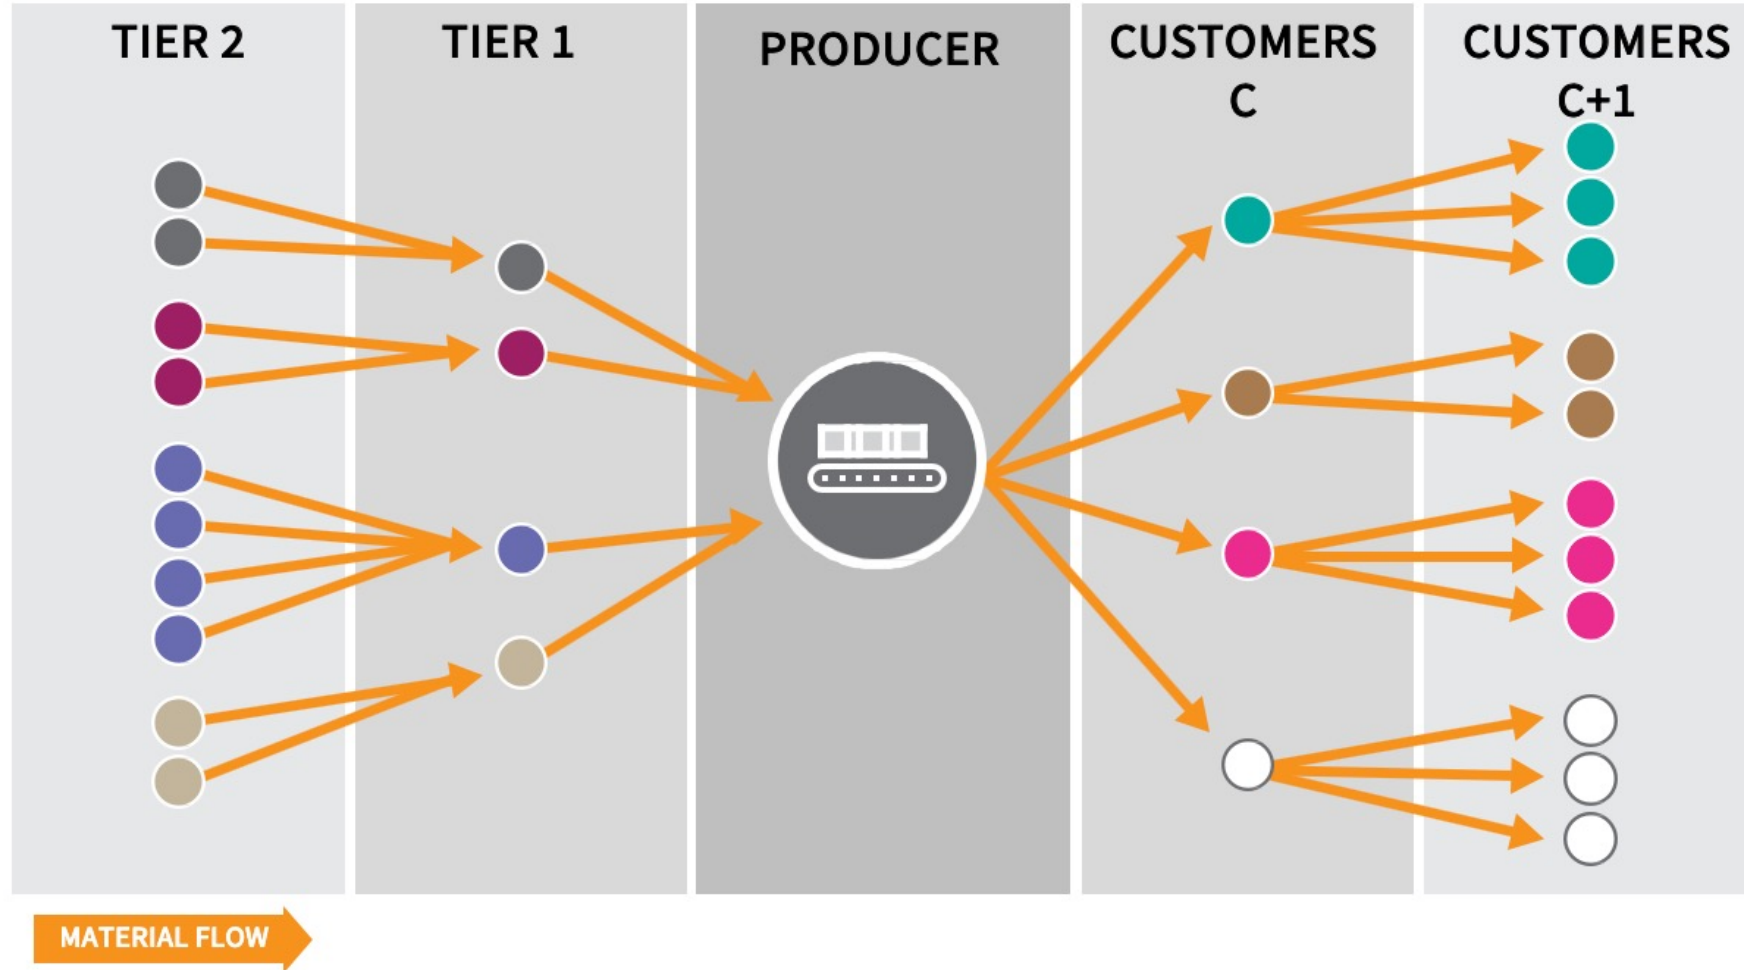 TIER 2
TIER 1
PRODUCER
CUSTOMERS
C
CUSTOMERS
C+1
MATERIAL FLOW